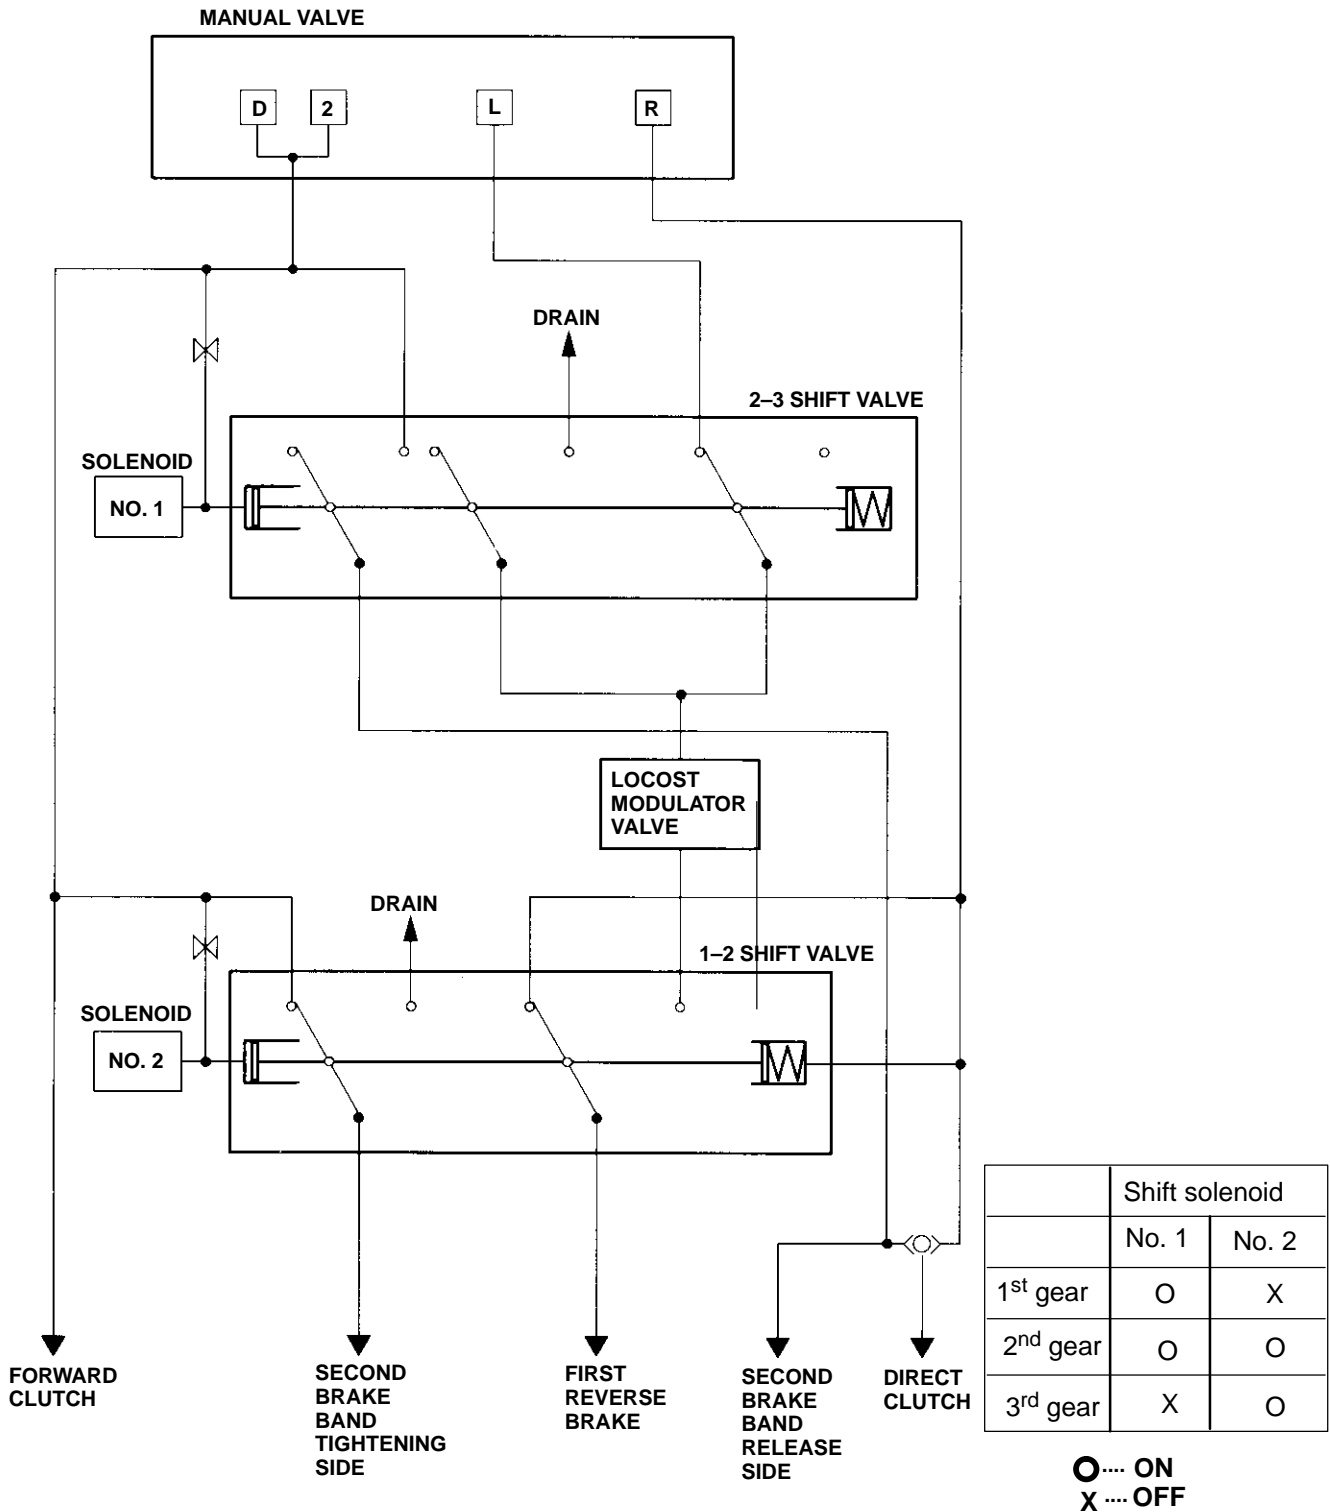 MANUAL VALVE
D
2
L
R
DRAIN
2–3 SHIFT VALVE
SOLENOID
NO. 1
LOCOST
MODULATOR
VALVE
DRAIN
1–2 SHIFT VALVE
SOLENOID
NO. 2
FORWARD
CLUTCH
SECOND
BRAKE
BAND
TIGHTENING
SIDE
FIRST
REVERSE
BRAKE
SECOND
BRAKE
BAND
RELEASE
SIDE
DIRECT
CLUTCH
Shift solenoid
No. 1 No. 2
1st gear O X
2nd gear O O
3rd gear X O
O ···· ON
X ···· OFF